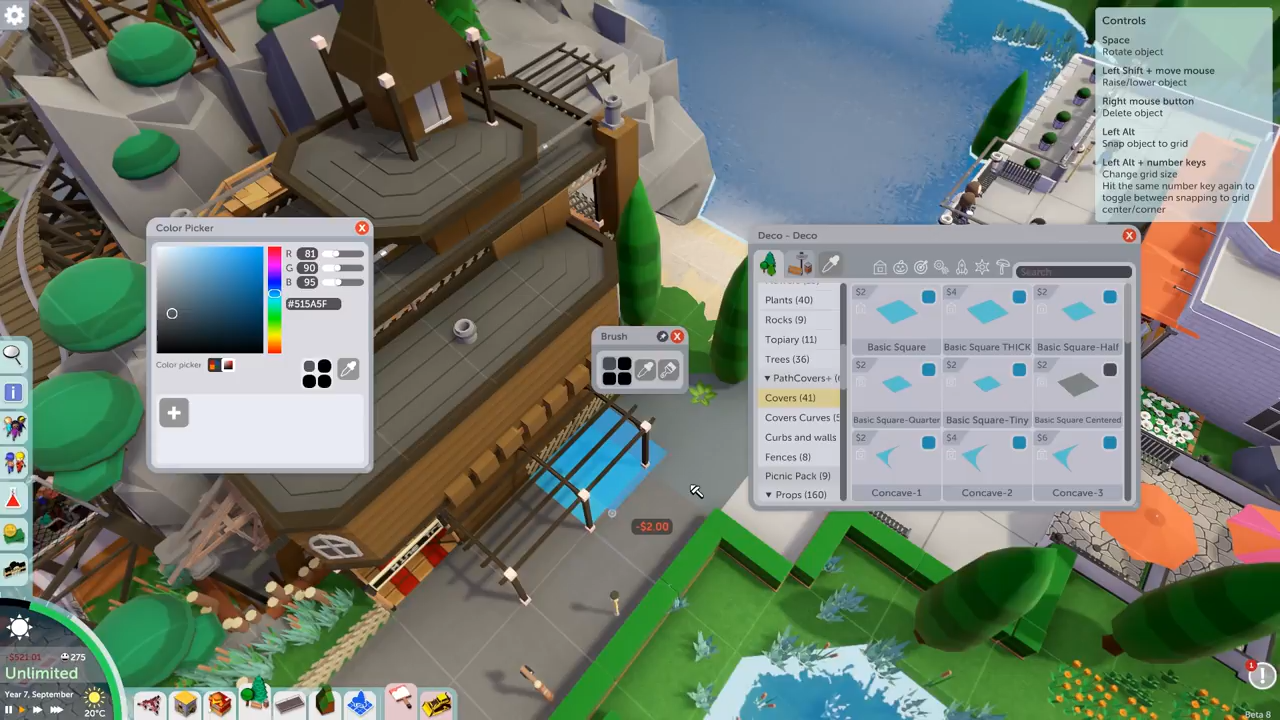 Controls
Space
Rotate object
Left Shift + move mouse
Raise/lower object
Right mouse button
Delete object
Left Alt
Snap object to grid
Left Alt + number keys
Change grid size
Hit the same number key again to
toggle between snapping to grid
center/corner
Color Picker
R 81
G 90
B 95
#515A5F
Color picker
Brush
-$2.00
Deco - Deco
Search
Plants (40)
Rocks (9)
Topiary (11)
Trees (36)
PathCovers+ (
Covers (41)
Covers Curves (5
Curbs and walls
Fences (8)
Picnic Pack (9)
Props (160)
$2 $4 $2
Basic Square Basic Square THICK Basic Square-Half
$2 $2 $2
Basic Square-Quarter Basic Square-Tiny Basic Square Centered
$2 $4 $6
Concave-1 Concave-2 Concave-3
-$521.01 275
Unlimited
Year 7, September
20°C
1
Beta 8